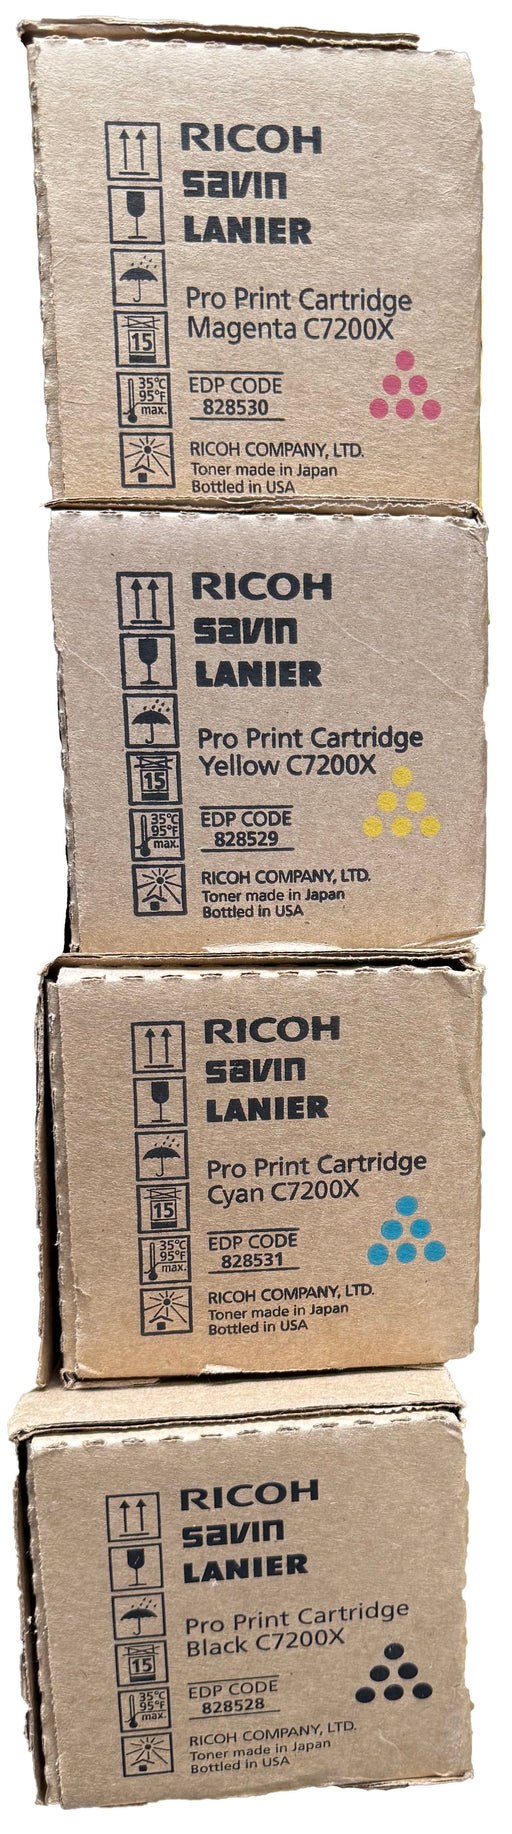 RICOH
savin
LANIER
Pro Print Cartridge
Magenta C7200X
15
35°C
95°F
max.
EDP CODE
828530
RICOH COMPANY, LTD.
Toner made in Japan
Bottled in USA
RICOH
savin
LANIER
Pro Print Cartridge
Yellow C7200X
15
35°C
95°F
max.
EDP CODE
828529
RICOH COMPANY, LTD.
Toner made in Japan
Bottled in USA
RICOH
savin
LANIER
Pro Print Cartridge
Cyan C7200X
15
35°C
95°F
max.
EDP CODE
828531
RICOH COMPANY, LTD.
Toner made in Japan
Bottled in USA
RICOH
savin
LANIER
Pro Print Cartridge
Black C7200X
15
35°C
95°F
max.
EDP CODE
828528
RICOH COMPANY, LTD.
Toner made in Japan
Bottled in USA